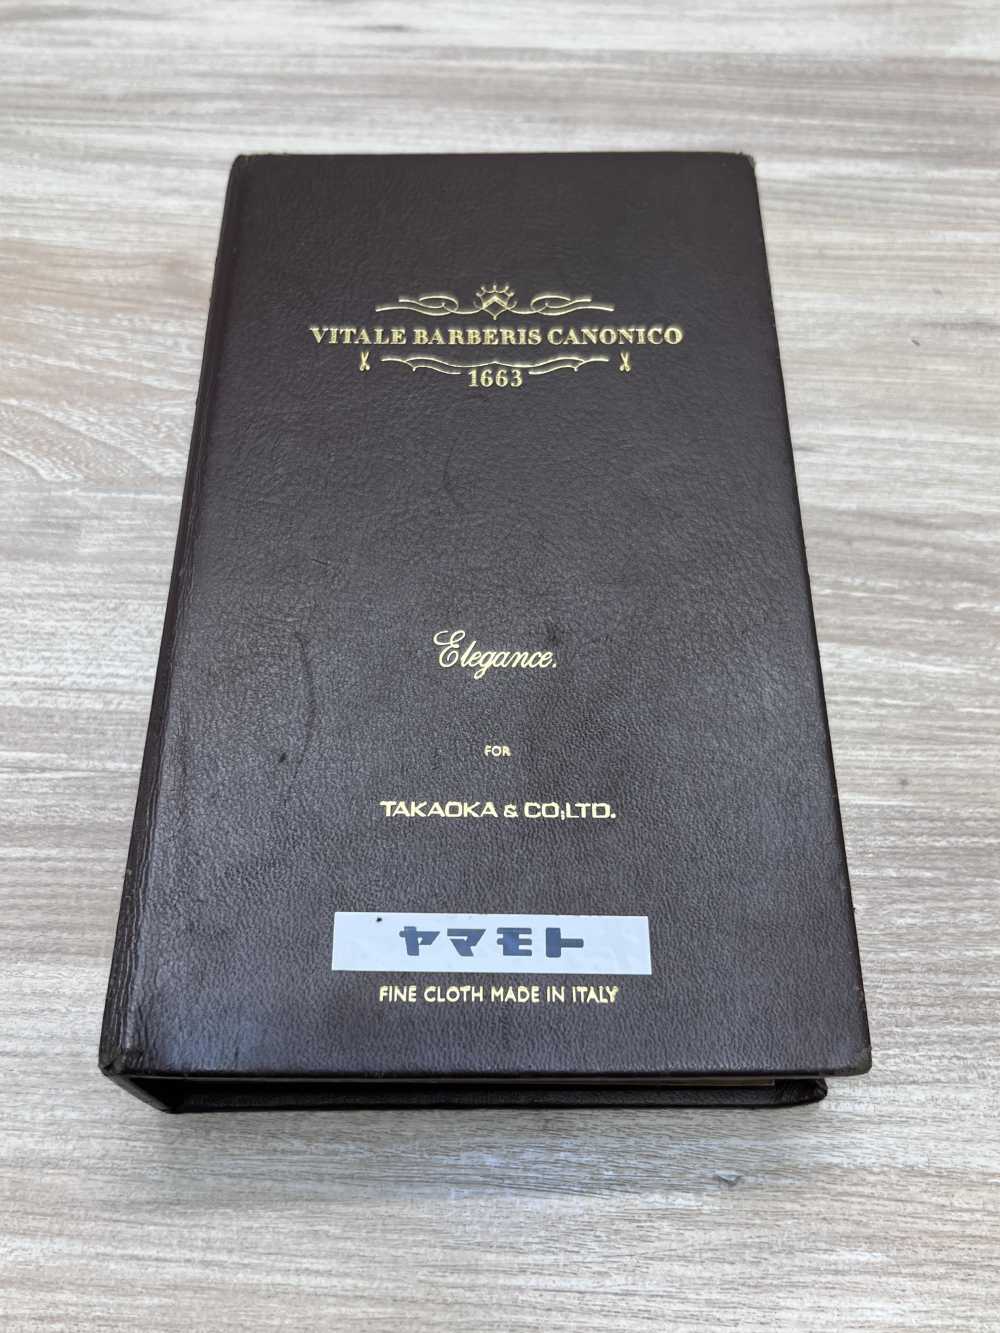 VITALE BARBERIS CANONICO
1663
Elegance.
FOR
TAKAOKA & CO;LTD.
ヤマモト
FINE CLOTH MADE IN ITALY